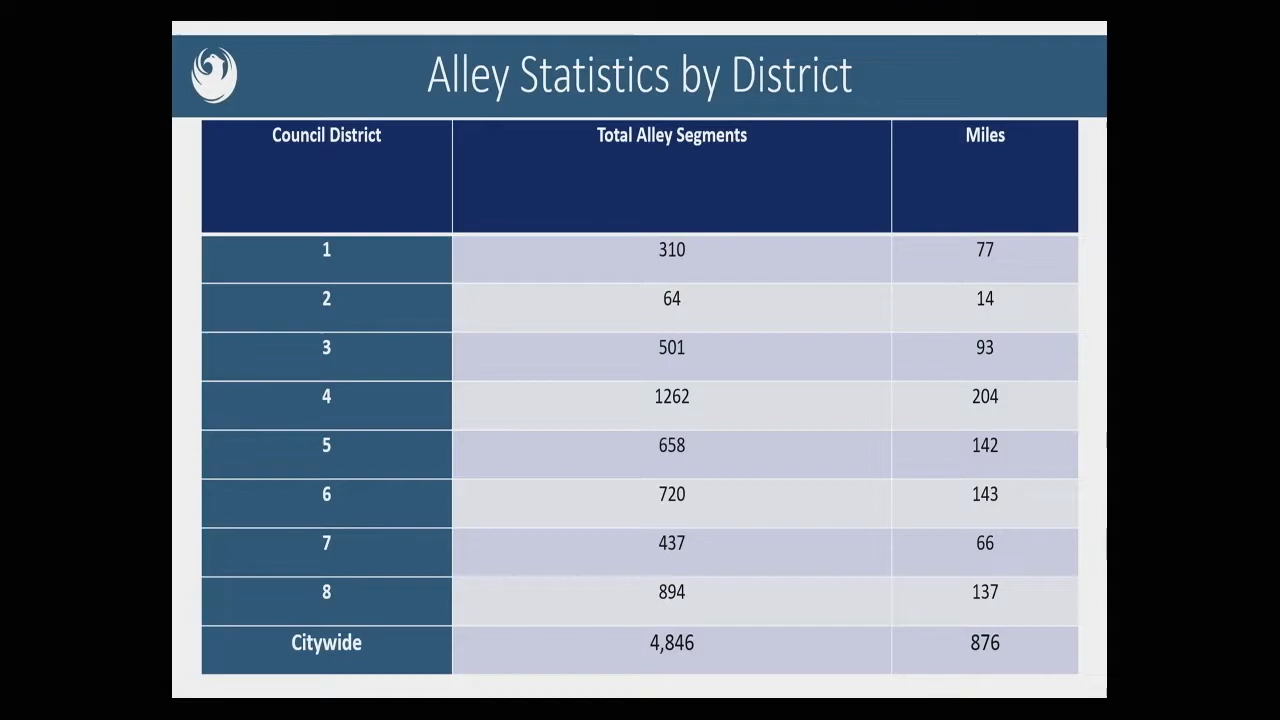 Alley Statistics by District
Council District Total Alley Segments Miles
1 310 77
2 64 14
3 501 93
4 1262 204
5 658 142
6 720 143
7 437 66
8 894 137
Citywide 4,846 876